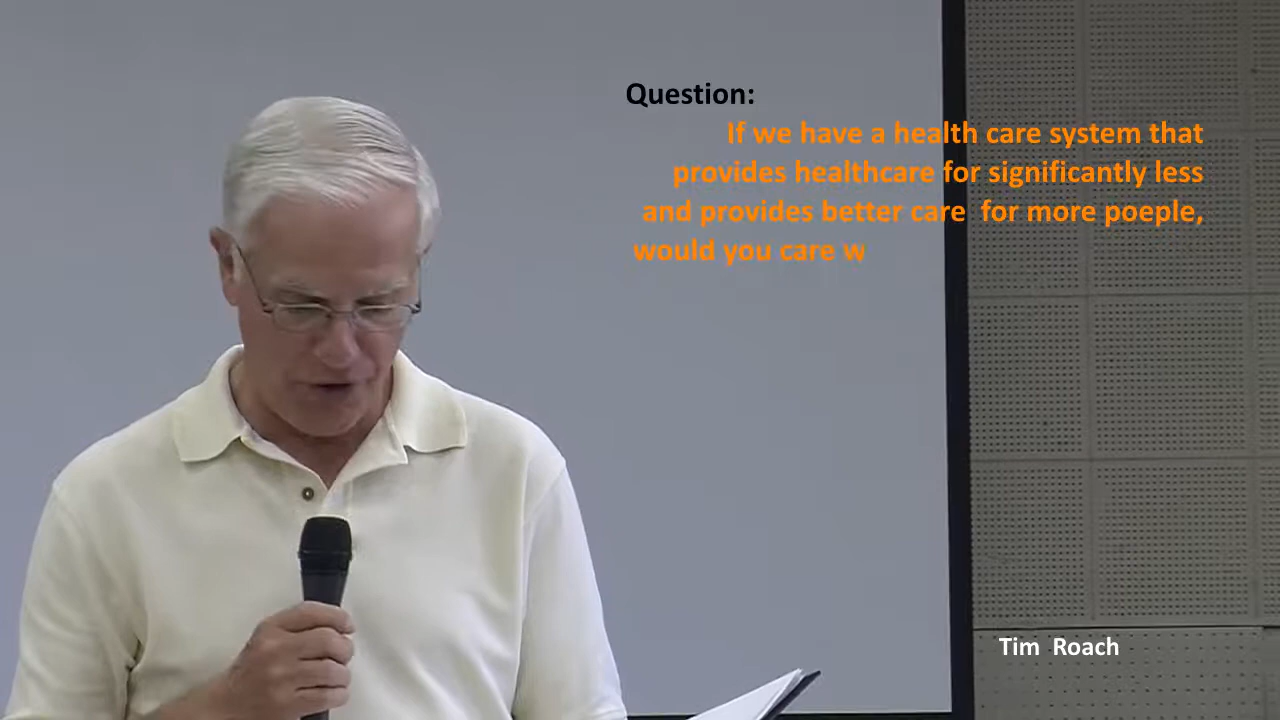 Question:
If we have a health care system that
provides healthcare for significantly less
and provides better care  for more poeple,
would you care w
Tim  Roach